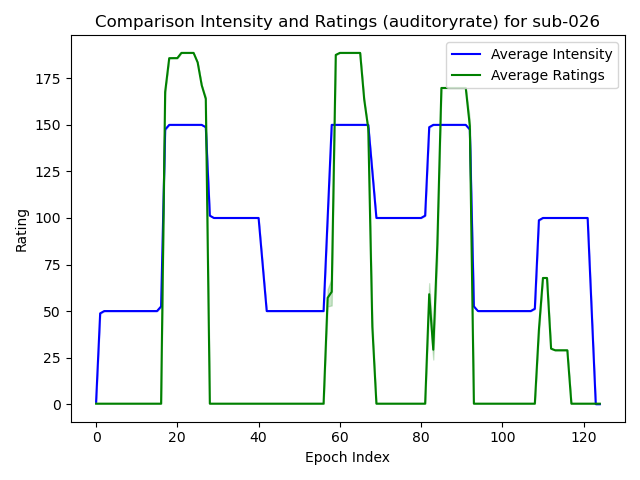 Comparison Intensity and Ratings (auditoryrate) for sub-026
Average Intensity
Average Ratings
Rating
175
150
125
100
75
50
25
0
0 20 40 60 80 100 120
Epoch Index